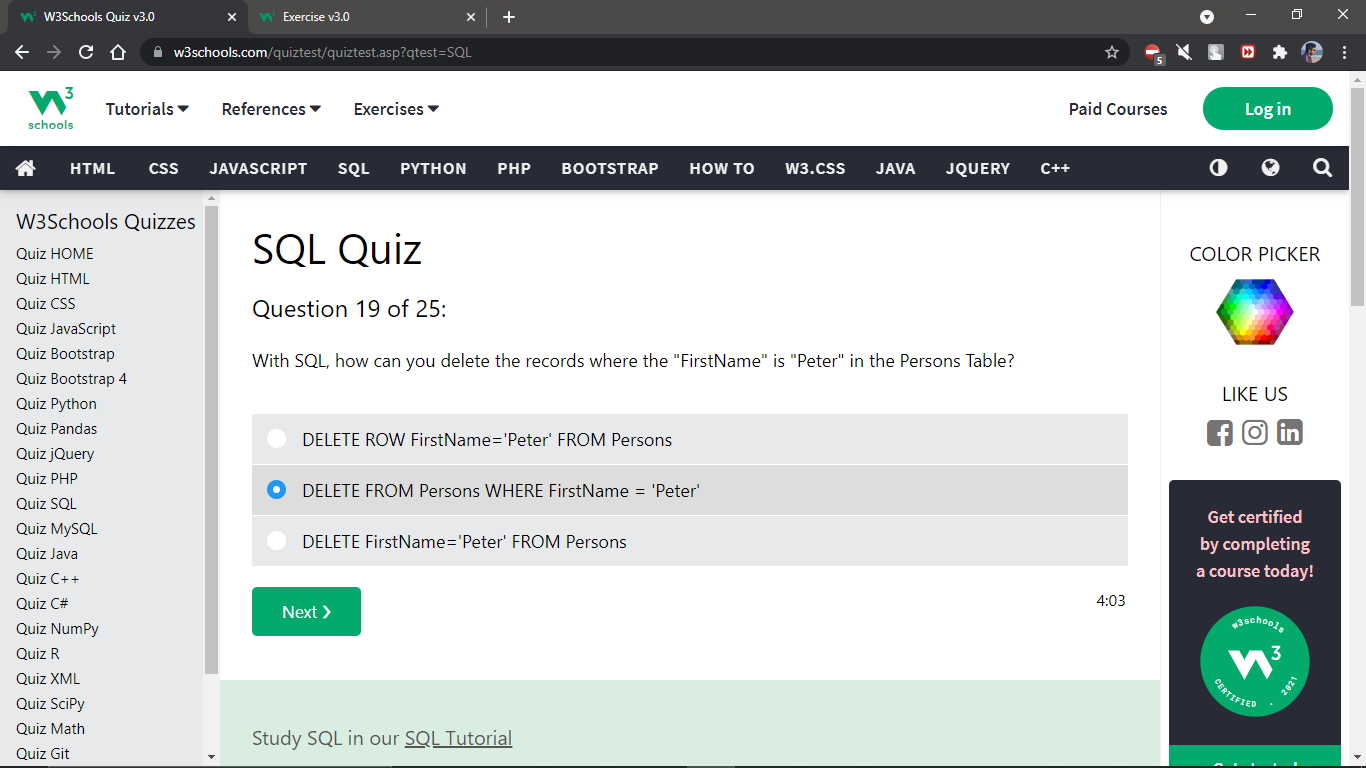 W3Schools Quiz v3.0
Exercise v3.0
w3schools.com/quiztest/quiztest.asp?qtest=SQL
5
3
schools
Tutorials
References
Exercises
Paid Courses
Log in
HTML
CSS
JAVASCRIPT
SQL
PYTHON
PHP
BOOTSTRAP
HOW TO
W3.CSS
JAVA
JQUERY
C++
W3Schools Quizzes
Quiz HOME
Quiz HTML
Quiz CSS
Quiz JavaScript
Quiz Bootstrap
Quiz Bootstrap 4
Quiz Python
Quiz Pandas
Quiz jQuery
Quiz PHP
Quiz SQL
Quiz MySQL
Quiz Java
Quiz C++
Quiz C#
Quiz NumPy
Quiz R
Quiz XML
Quiz SciPy
Quiz Math
Quiz Git
SQL Quiz
Question 19 of 25:
With SQL, how can you delete the records where the "FirstName" is "Peter" in the Persons Table?
DELETE ROW FirstName='Peter' FROM Persons
DELETE FROM Persons WHERE FirstName = 'Peter'
DELETE FirstName='Peter' FROM Persons
Next ❯
4:03
Study SQL in our SQL Tutorial
COLOR PICKER
LIKE US
Get certified
by completing
a course today!
w3schools
3
CERTIFIED . 2021